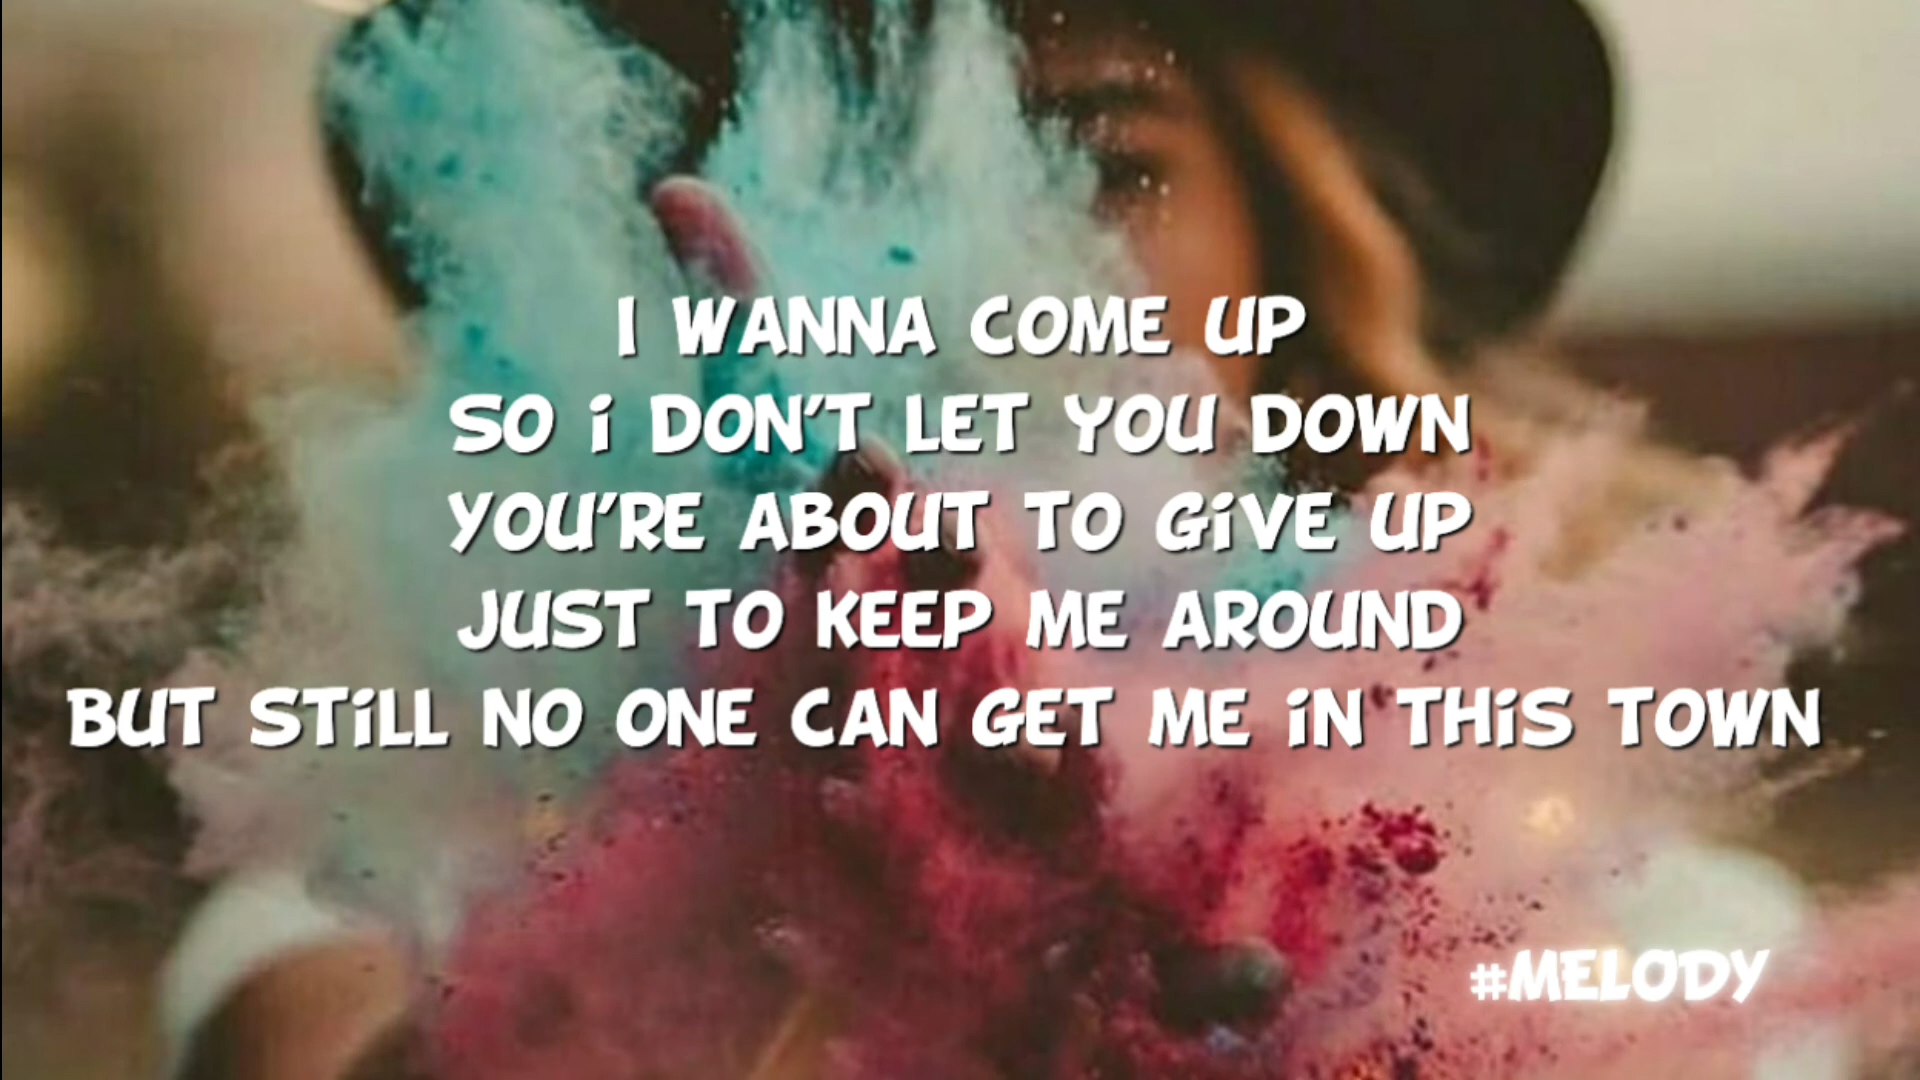 I WANNA COME UP
SO i DON'T LET YOU DOWN
YOU'RE ABOUT TO GiVE UP
JUST TO KEEP ME AROUND
BUT STiLL NO ONE CAN GET ME iN THiS TOWN
#MELODY